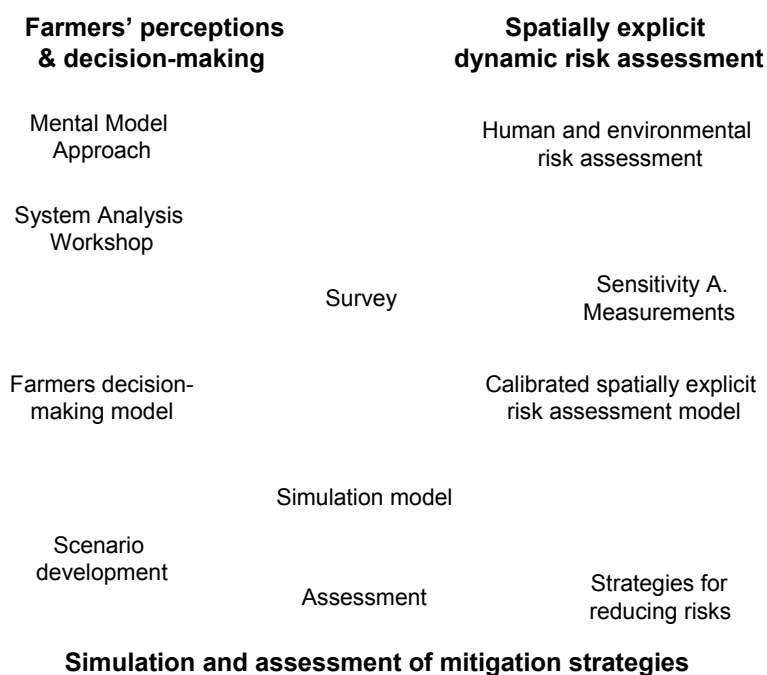 Farmers' perceptions
& decision-making
Spatially explicit
dynamic risk assessment
Mental Model
Approach
Human and environmental
risk assessment
System Analysis
Workshop
Survey
Sensitivity A.
Measurements
Farmers decision-
making model
Calibrated spatially explicit
risk assessment model
Simulation model
Scenario
development
Assessment
Strategies for
reducing risks
Simulation and assessment of mitigation strategies